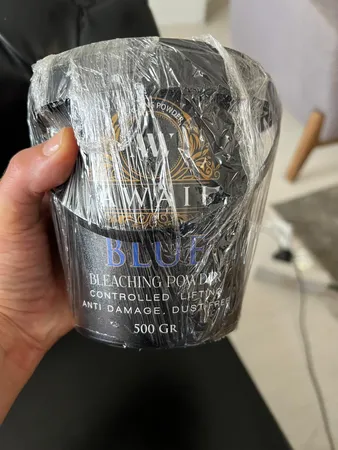 BLUE
BLEACHING POWDER
CONTROLLED LIFTING
ANTI DAMAGE, DUST FREE
500 GR